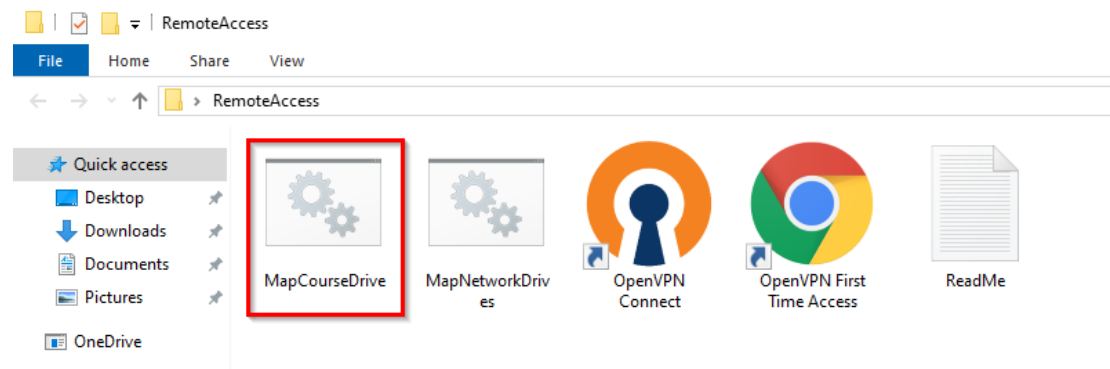 RemoteAccess
File Home Share View
RemoteAccess
Quick access
Desktop
Downloads
Documents
Pictures
OneDrive
MapCourseDrive
MapNetworkDriv
es
OpenVPN
Connect
OpenVPN First
Time Access
ReadMe